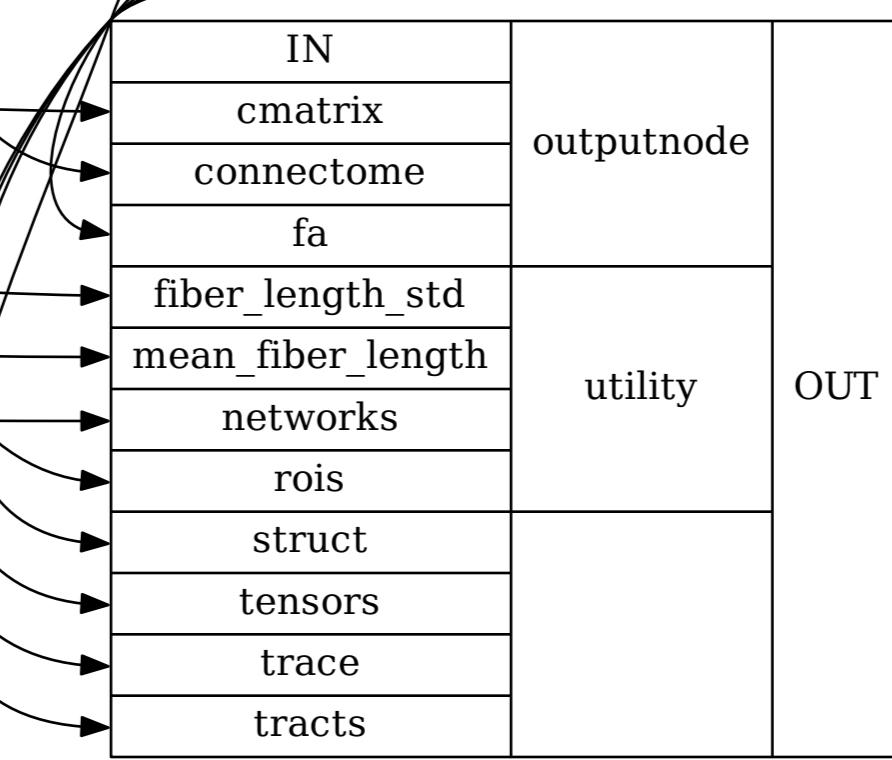 IN
cmatrix
connectome
fa
fiber_length_std
mean_fiber_length
networks
rois
struct
tensors
trace
tracts
outputnode
utility
OUT